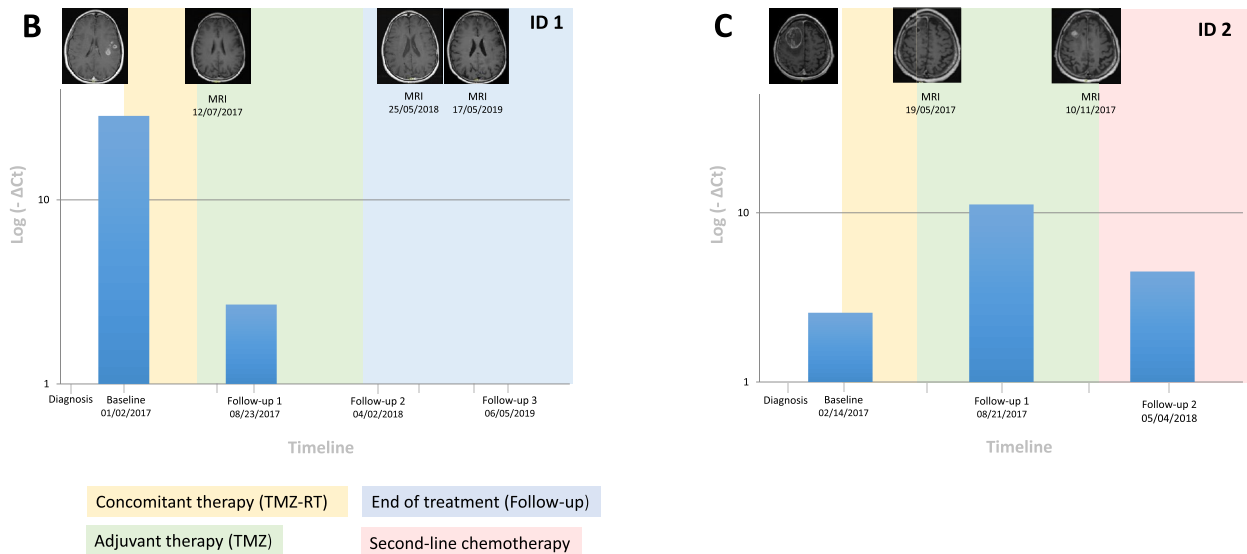 B
ID 1
MRI
12/07/2017
MRI
25/05/2018
MRI
17/05/2019
Log (- ΔCt)
10
1
Diagnosis
Baseline
01/02/2017
Follow-up 1
08/23/2017
Follow-up 2
04/02/2018
Follow-up 3
06/05/2019
Timeline
C
ID 2
MRI
19/05/2017
MRI
10/11/2017
Log (- ΔCt)
10
1
Diagnosis
Baseline
02/14/2017
Follow-up 1
08/21/2017
Follow-up 2
05/04/2018
Timeline
Concomitant therapy (TMZ-RT)
End of treatment (Follow-up)
Adjuvant therapy (TMZ)
Second-line chemotherapy